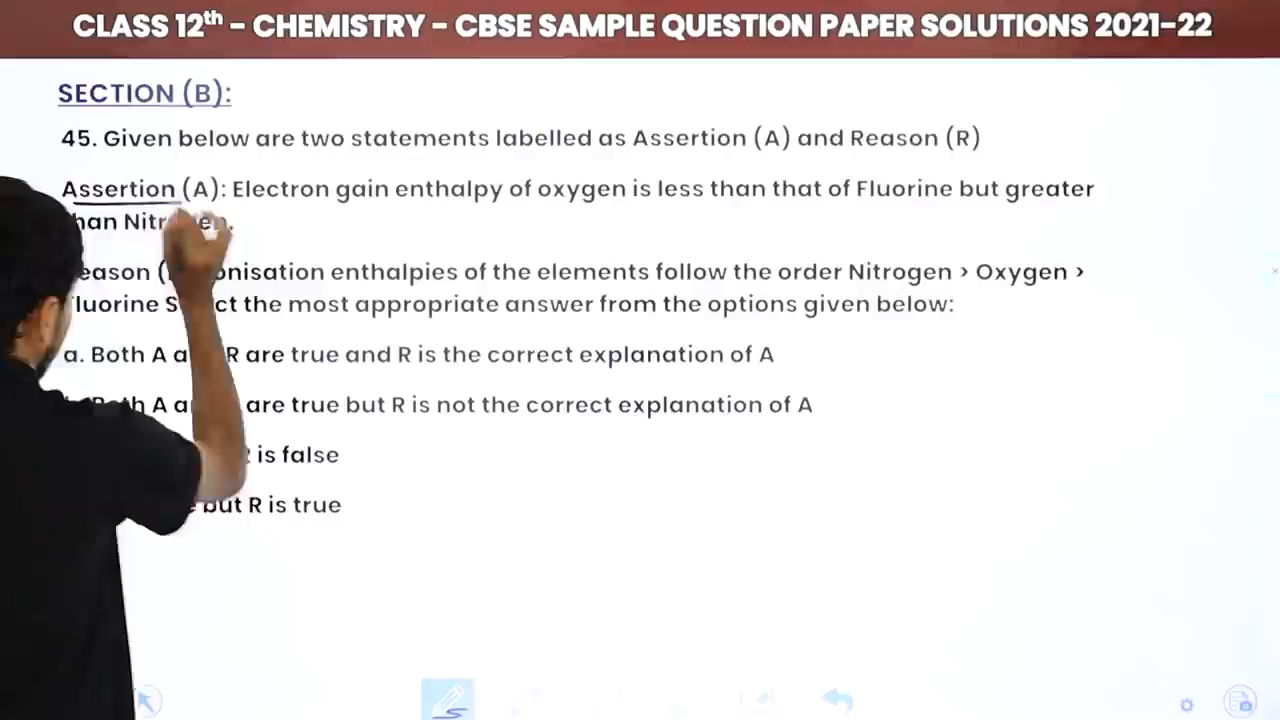 CLASS 12th - CHEMISTRY - CBSE SAMPLE QUESTION PAPER SOLUTIONS 2021-22
SECTION (B):
45. Given below are two statements labelled as Assertion (A) and Reason (R)
Assertion (A): Electron gain enthalpy of oxygen is less than that of Fluorine but greater
than
eason ( onisation enthalpies of the elements follow the order Nitrogen > Oxygen >
luorine the most appropriate answer from the options given below:
a. Both A a R are true and R is the correct explanation of A
A are true but R is not the correct explanation of A
is false
but R is true